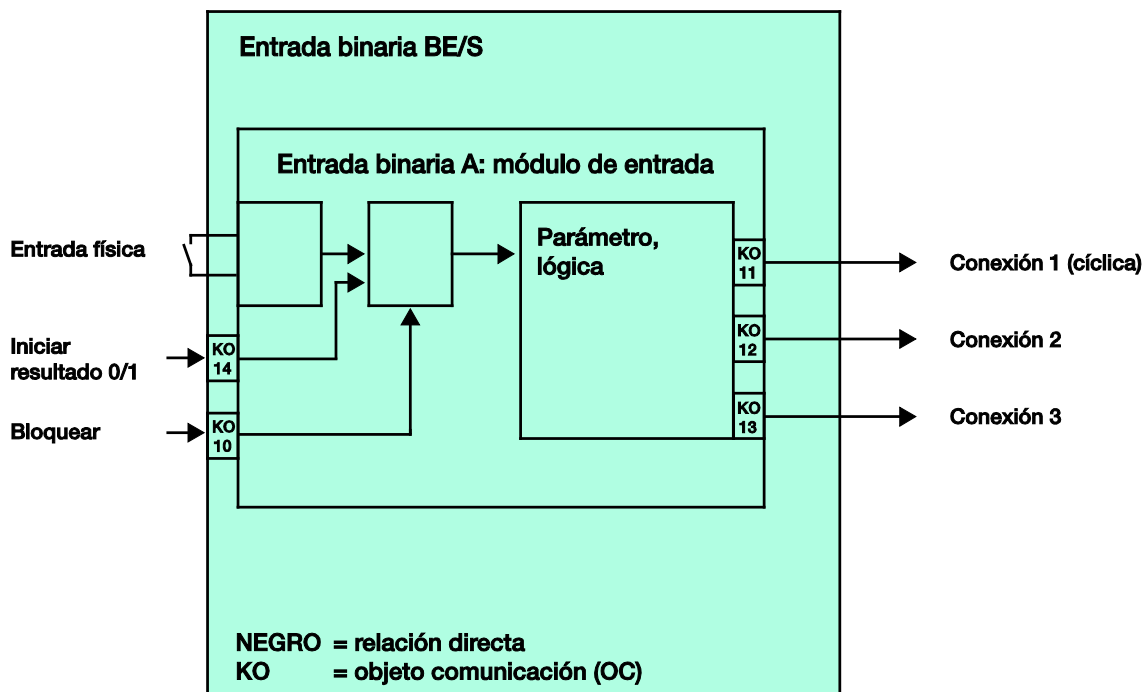 Entrada binaria BE/S
Entrada binaria A: módulo de entrada
Entrada física
Parámetro,
lógica
KO
11
Conexión 1 (cíclica)
Iniciar
resultado 0/1
KO
14
KO
12
Conexión 2
Bloquear
KO
10
KO
13
Conexión 3
NEGRO = relación directa
KO = objeto comunicación (OC)